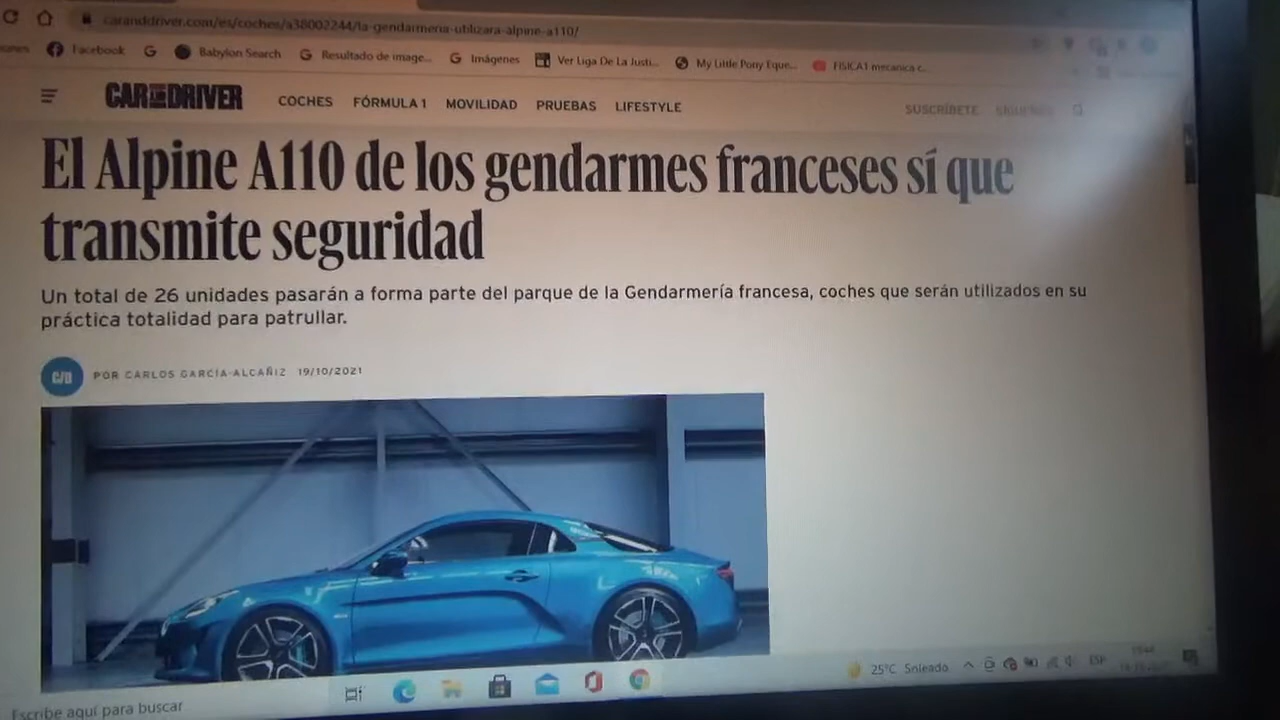 caranddriver.com/es/coches/a38002244/la-gendarmeria-utilizara-alpine-a110/
Facebook
Babylon Search
Resultado de image...
Imágenes
Ver Liga De La Justi...
My Little Pony Eque...
FISICA1 mecanica c...
CAR AND DRIVER
COCHES FÓRMULA 1 MOVILIDAD PRUEBAS LIFESTYLE
SUSCRÍBETE SÍGUENOS
El Alpine A110 de los gendarmes franceses sí que
transmite seguridad
Un total de 26 unidades pasarán a forma parte del parque de la Gendarmería francesa, coches que serán utilizados en su
práctica totalidad para patrullar.
C/D
POR CARLOS GARCÍA-ALCAÑIZ 19/10/2021
25°C Soleado
ESP
Escribe aquí para buscar